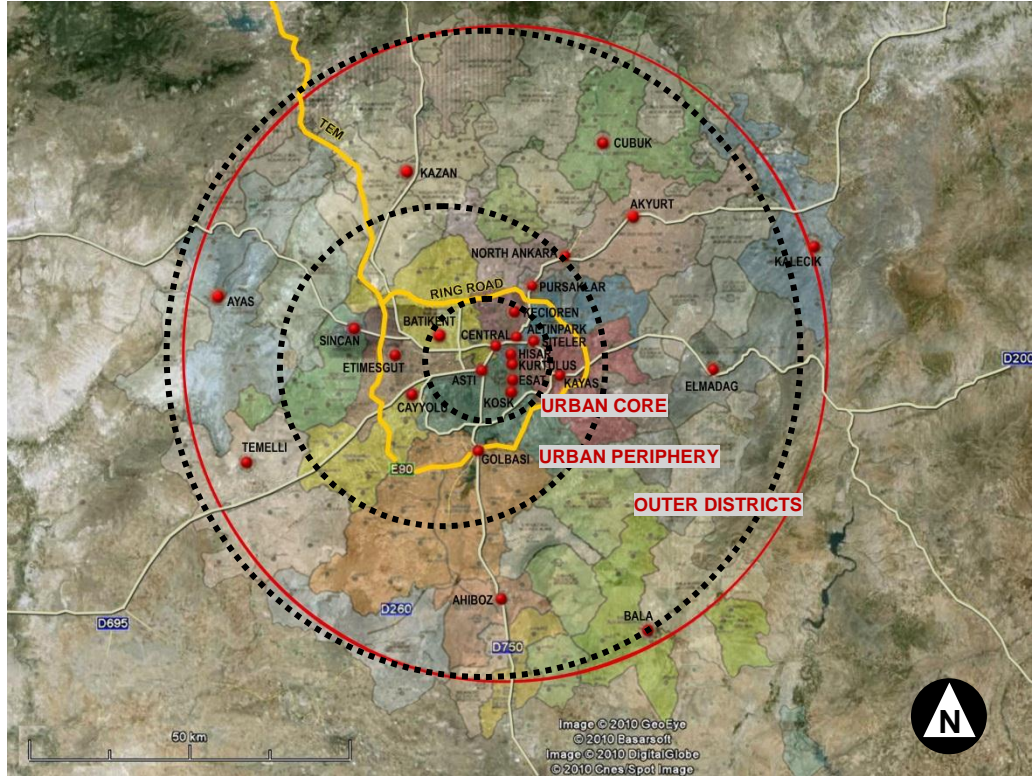 TEM
CUBUK
KAZAN
AKYURT
NORTH ANKARA
KALECIK
PURSAKLAR
RING ROAD
AYAS
KECIOREN
BATIKENT
ALTINPARK
CENTRAL
SITELER
SINCAN
HISAR
ETIMESGUT
KURTULUS
D200
ASTI
ESAT
KAYAS
ELMADAG
CAYYOLU
KOSK
URBAN CORE
TEMELLI
GOLBASI
URBAN PERIPHERY
E90
OUTER DISTRICTS
AHIBOZ
D260
BALA
D695
D750
N
50 km
Image © 2010 GeoEye
© 2010 Basarsoft
Image © 2010 DigitalGlobe
© 2010 Cnes/Spot Image